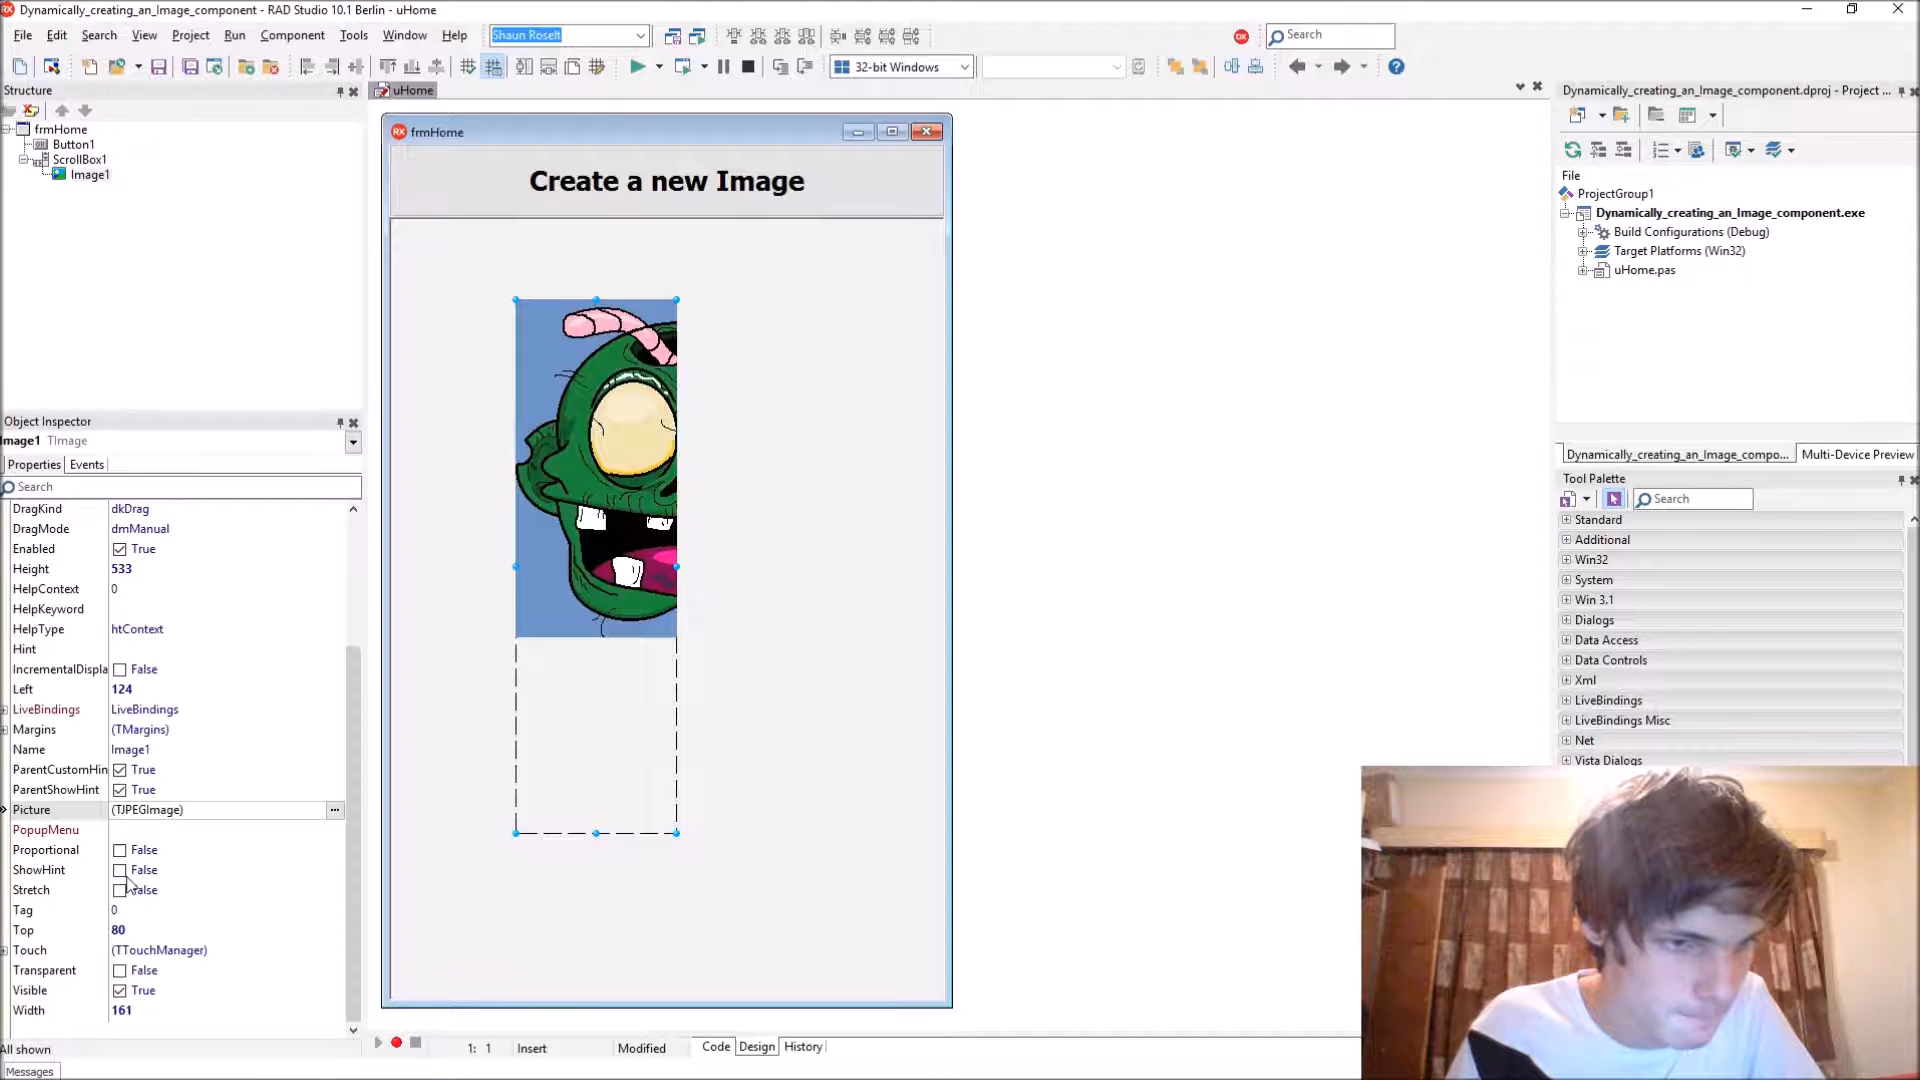 Dynamically_creating_an_Image_component - RAD Studio 10.1 Berlin - uHome
File Edit Search View Project Run Component Tools Window Help
Shaun Roselt
Search
32-bit Windows
Structure
frmHome
Button1
ScrollBox1
Image1
Object Inspector
Image1 TImage
Properties Events
Search
DragKind dkDrag
DragMode dmManual
Enabled True
Height 533
HelpContext 0
HelpKeyword
HelpType htContext
Hint
IncrementalDispla False
Left 124
LiveBindings LiveBindings
Margins (TMargins)
Name Image1
ParentCustomHin True
ParentShowHint True
Picture (TJPEGImage)
PopupMenu
Proportional False
ShowHint False
Stretch False
Tag 0
Top 80
Touch (TTouchManager)
Transparent False
Visible True
Width 161
All shown
Messages
uHome
frmHome
Create a new Image
1: 1 Insert Modified Code Design History
Dynamically_creating_an_Image_component.dproj - Project ...
File
ProjectGroup1
Dynamically_creating_an_Image_component.exe
Build Configurations (Debug)
Target Platforms (Win32)
uHome.pas
Dynamically_creating_an_Image_compo... Multi-Device Preview
Tool Palette
Search
Standard
Additional
Win32
System
Win 3.1
Dialogs
Data Access
Data Controls
Xml
LiveBindings
LiveBindings Misc
Net
Vista Dialogs